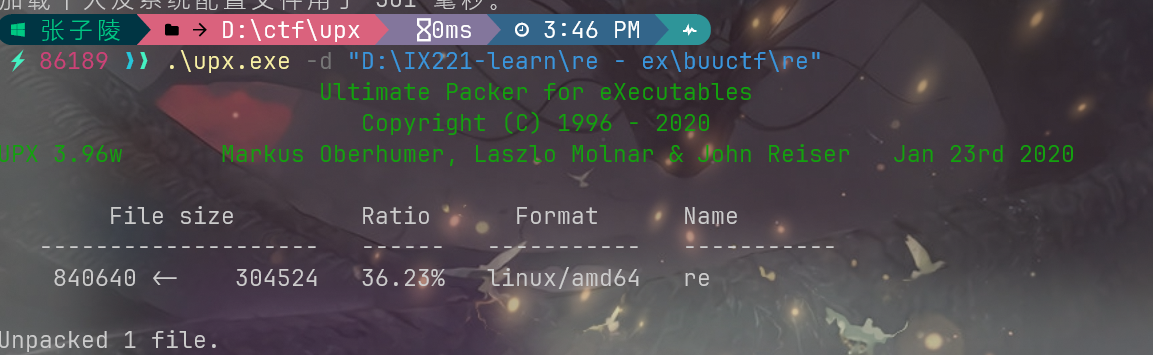 加载个人及系统配置文件用了 301 毫秒。
张子陵 → D:\ctf\upx 0ms 3:46 PM
86189 ❯❯ .\upx.exe -d "D:\IX221-learn\re - ex\buuctf\re"
Ultimate Packer for eXecutables
Copyright (C) 1996 - 2020
UPX 3.96w Markus Oberhumer, Laszlo Molnar & John Reiser Jan 23rd 2020
File size Ratio Format Name
-------------------- ------ ----------- -----------
840640 <- 304524 36.23% linux/amd64 re
Unpacked 1 file.